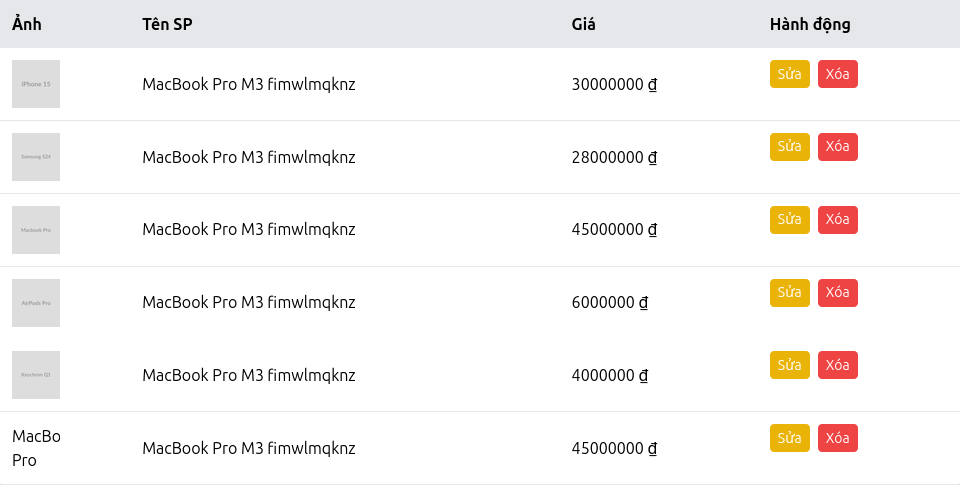 Ảnh Tên SP Giá Hành động
iPhone 15 MacBook Pro M3 fimwlmqknz 30000000 ₫ Sửa Xóa
Samsung S24 MacBook Pro M3 fimwlmqknz 28000000 ₫ Sửa Xóa
Macbook Pro MacBook Pro M3 fimwlmqknz 45000000 ₫ Sửa Xóa
AirPods Pro MacBook Pro M3 fimwlmqknz 6000000 ₫ Sửa Xóa
Keychron Q1 MacBook Pro M3 fimwlmqknz 4000000 ₫ Sửa Xóa
MacBo
Pro MacBook Pro M3 fimwlmqknz 45000000 ₫ Sửa Xóa